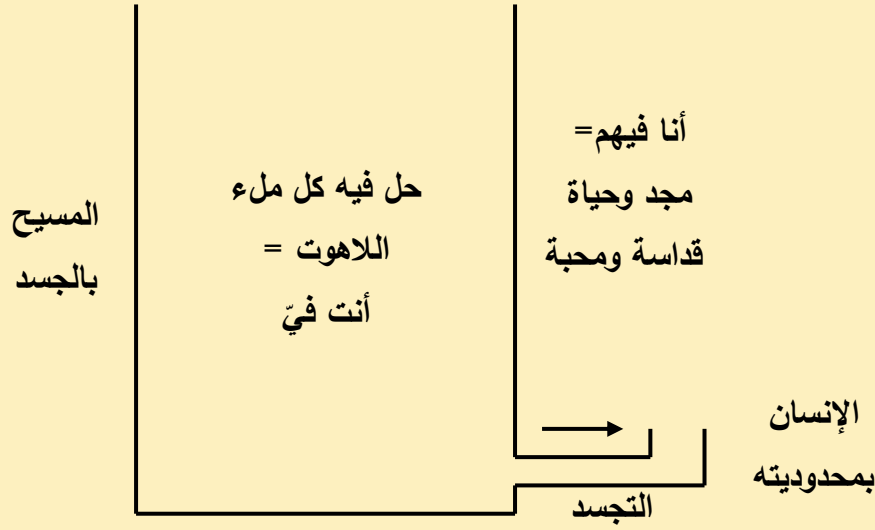 المسيح
بالجسد
حل فيه كل ملء
اللاهوت =
أنت فيّ
أنا فيهم=
مجد وحياة
قداسة ومحبة
الإنسان
بمحدوديته
التجسد